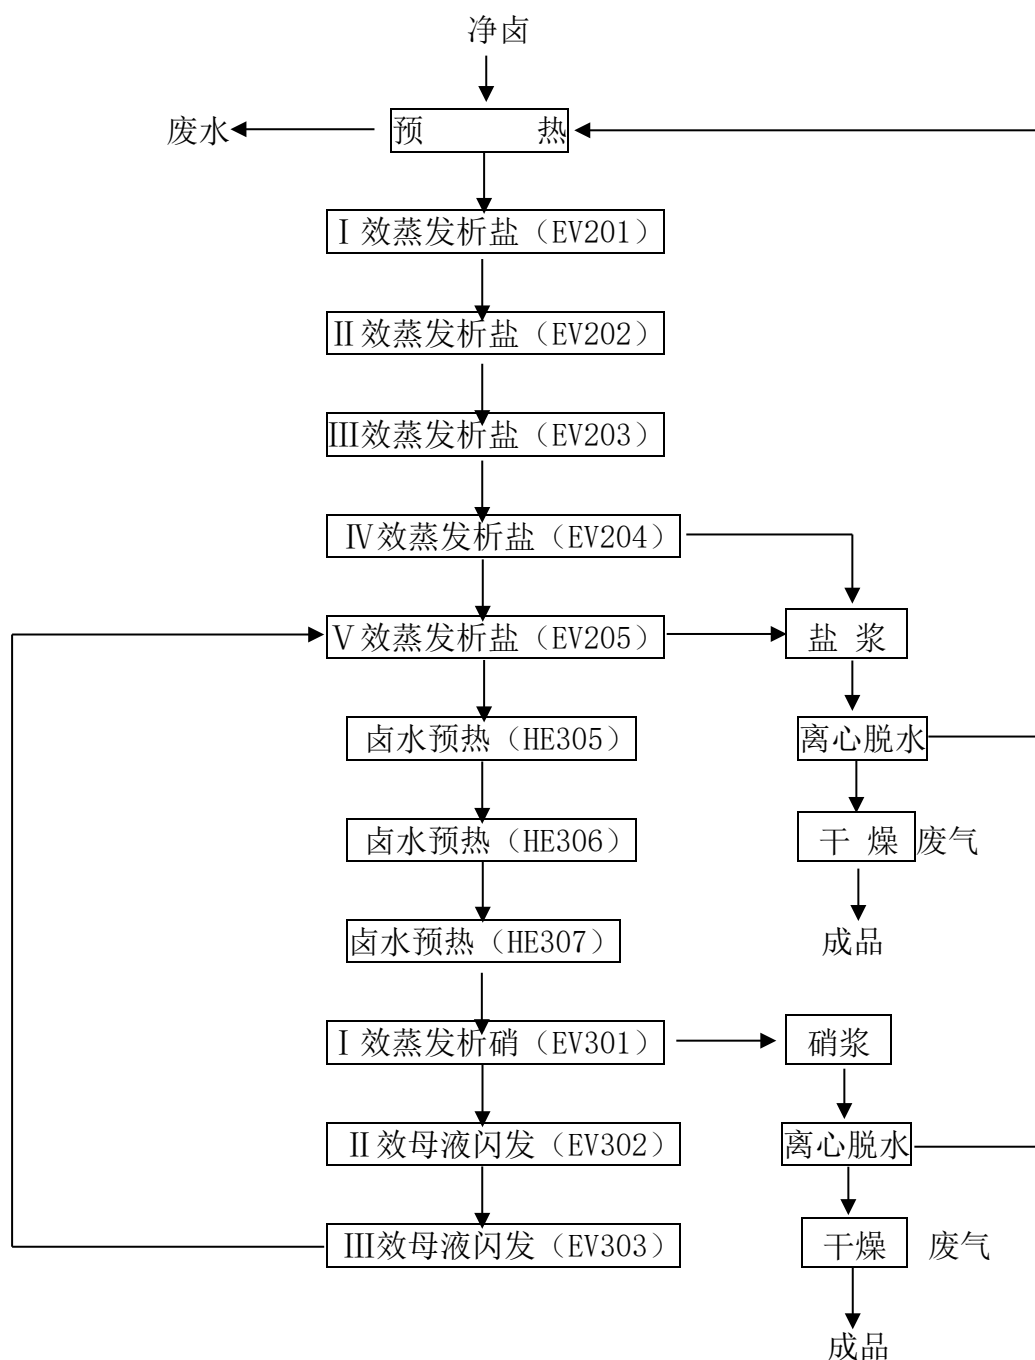 净卤
废水
预 热
Ⅰ效蒸发析盐（EV201）
Ⅱ效蒸发析盐（EV202）
Ⅲ效蒸发析盐（EV203）
Ⅳ效蒸发析盐（EV204）
Ⅴ效蒸发析盐（EV205）
盐 浆
卤水预热（HE305）
离心脱水
卤水预热（HE306）
干 燥
废气
卤水预热（HE307）
成品
Ⅰ效蒸发析硝（EV301）
硝浆
Ⅱ效母液闪发（EV302）
离心脱水
Ⅲ效母液闪发（EV303）
干燥
废气
成品